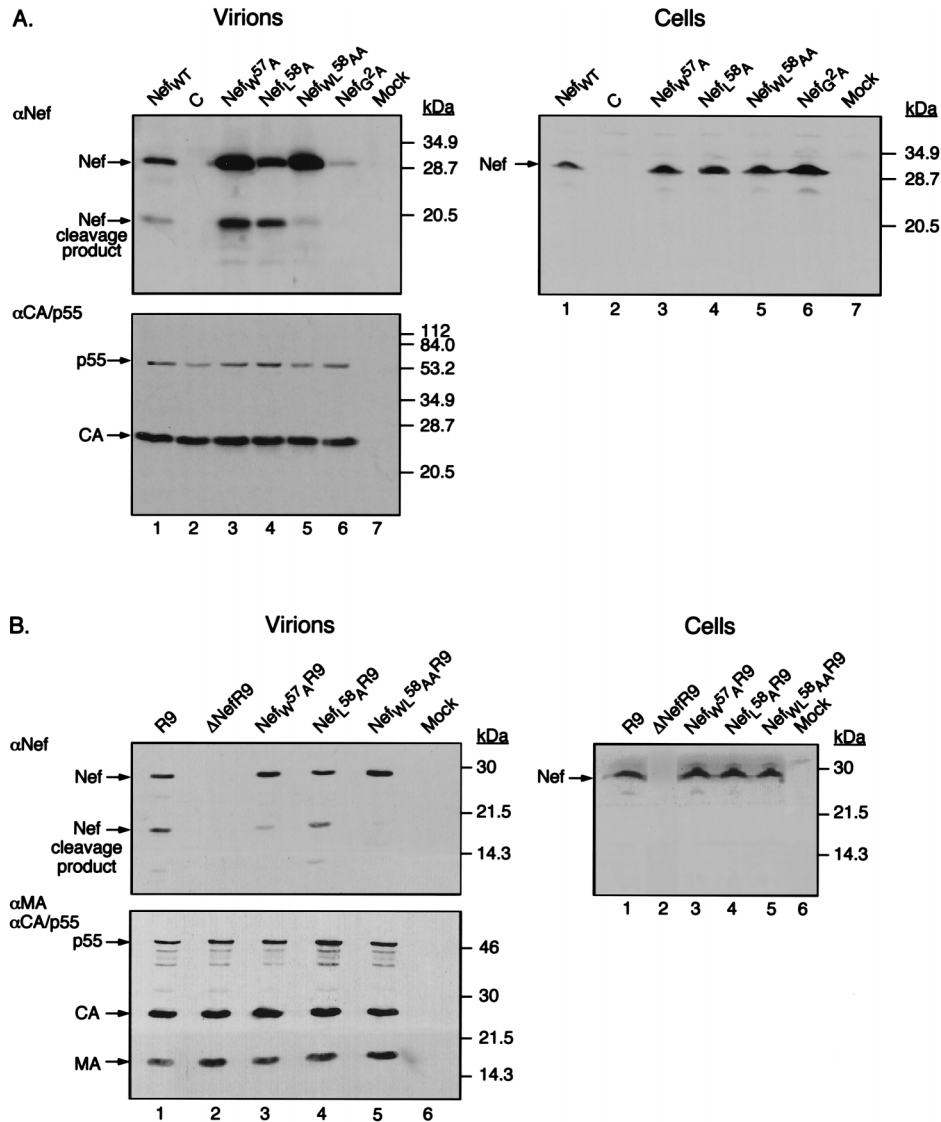 A.
Virions
Cells
NefWT C NefW57A NefL58A NefWL58AA NefG2A Mock
αNef
kDa
Nef
34.9
28.7
Nef
cleavage
product
20.5
NefWT C NefW57A NefL58A NefWL58AA NefG2A Mock
kDa
Nef
34.9
28.7
20.5
1 2 3 4 5 6 7
αCA/p55
p55
CA
112
84.0
53.2
34.9
28.7
20.5
1 2 3 4 5 6 7
B.
Virions
Cells
R9 ΔNefR9 NefW57AR9 NefL58AR9 NefWL58AAR9 Mock
αNef
kDa
Nef
30
21.5
Nef
cleavage
product
14.3
R9 ΔNefR9 NefW57AR9 NefL58AR9 NefWL58AAR9 Mock
kDa
Nef
30
21.5
14.3
1 2 3 4 5 6
αMA
αCA/p55
p55
CA
MA
46
30
21.5
14.3
1 2 3 4 5 6